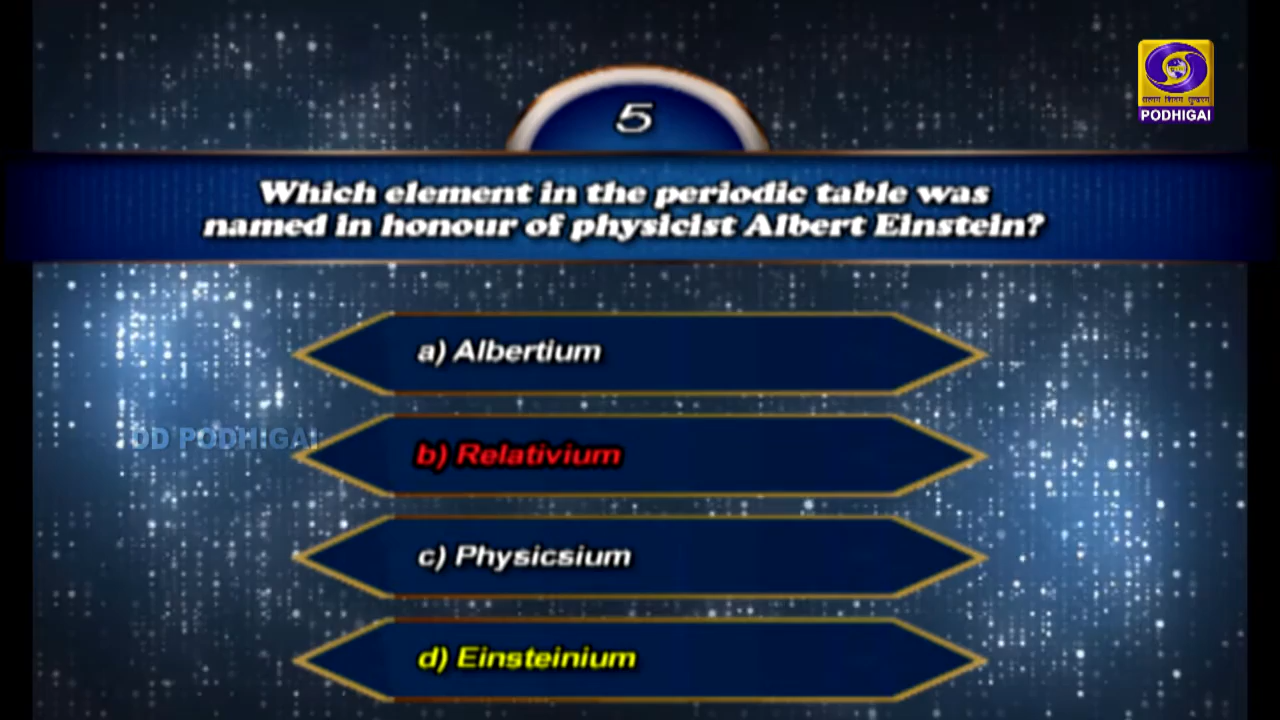 PODHIGAI
5
Which element in the periodic table was
named in honour of physicist Albert Einstein?
a) Albertium
b) Relativium
DD PODHIGAI
c) Physicsium
d) Einsteinium